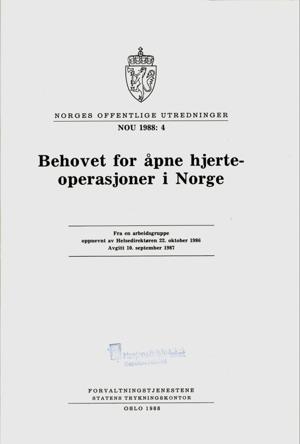 NORGES OFFENTLIGE UTREDNINGER
NOU 1988: 4
Behovet for åpne hjerte-
operasjoner i Norge
Fra en arbeidsgruppe
oppnevnt av Helsedirektøren 22. oktober 1986
Avgitt 10. september 1987
FORVALTNINGSTJENESTENE
STATENS TRYKNINGSKONTOR
OSLO 1988